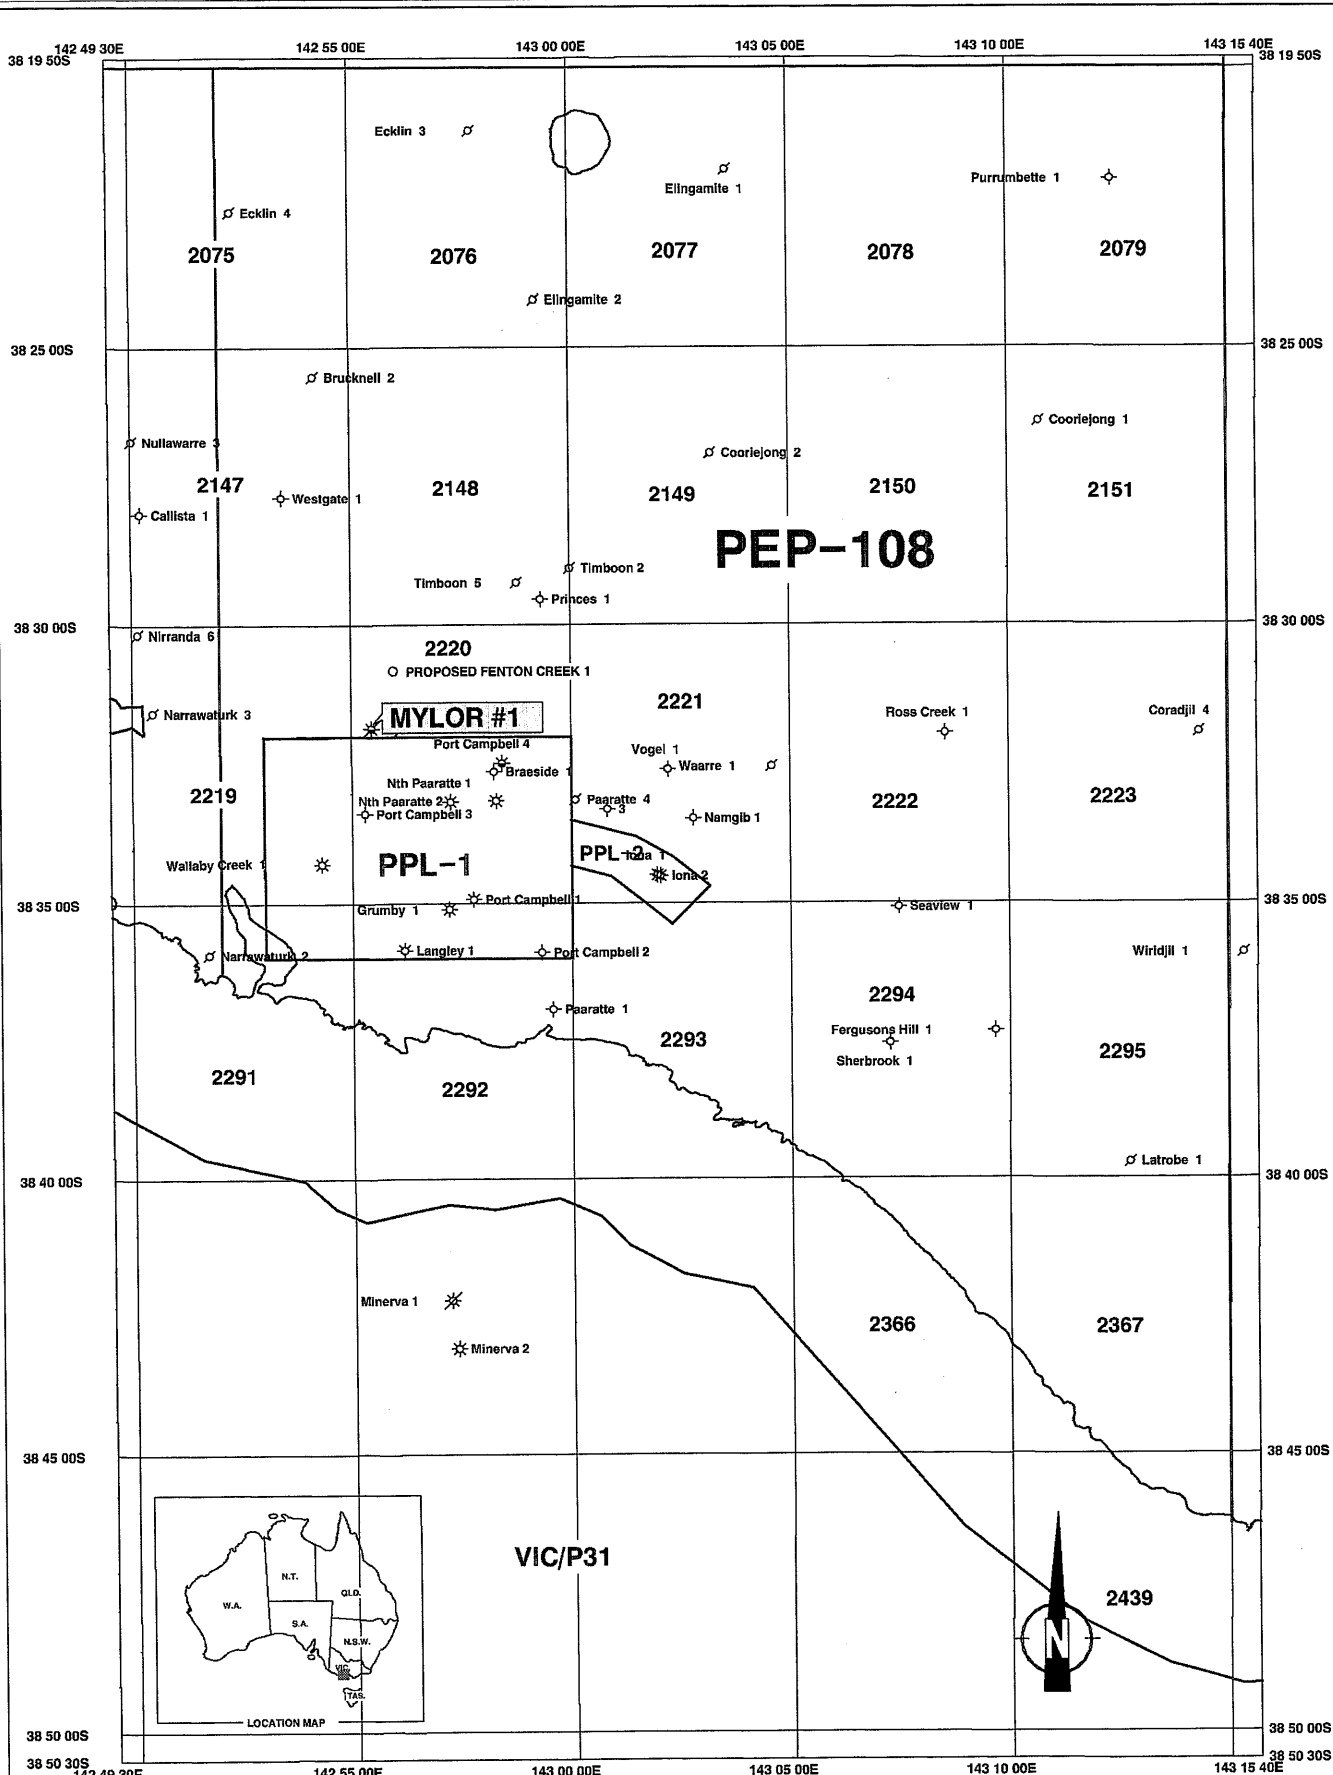 142 49 30E
142 55 00E
143 00 00E
143 05 00E
143 10 00E
143 15 40E
38 19 50S
38 19 50S
Ecklin 3
Elingamite 1
Purrumbette 1
Ecklin 4
2075
2076
2077
2078
2079
Elingamite 2
38 25 00S
38 25 00S
Brucknell 2
Cooriejong 1
Nullawarre 3
Cooriejong 2
2147
Westgate 1
2148
2149
2150
2151
Callista 1
PEP-108
Timboon 2
Timboon 5
Princes 1
38 30 00S
38 30 00S
Nirranda 6
2220
PROPOSED FENTON CREEK 1
2221
Narrawaturk 3
MYLOR #1
Ross Creek 1
Coradjil 4
Port Campbell 4
Vogel 1
Waarre 1
Braeside 1
Nth Paaratte 1
2219
Nth Paaratte 2
Paaratte 4
3
2222
2223
Port Campbell 3
Namgib 1
Wallaby Creek 1
PPL-1
PPL-2
Iona 1
Iona 2
38 35 00S
38 35 00S
Port Campbell 1
Grumby 1
Seaview 1
Narrawaturk 2
Langley 1
Port Campbell 2
Wiridjil 1
2294
Paaratte 1
Fergusons Hill 1
2293
Sherbrook 1
2295
2291
2292
Latrobe 1
38 40 00S
38 40 00S
Minerva 1
2366
2367
Minerva 2
38 45 00S
38 45 00S
VIC/P31
N.T.
QLD.
W.A.
S.A.
N.S.W.
VIC.
TAS.
LOCATION MAP
2439
N
38 50 00S
38 50 00S
38 50 30S
38 50 30S
142 49 30E
142 55 00E
143 00 00E
143 05 00E
143 10 00E
143 15 40E